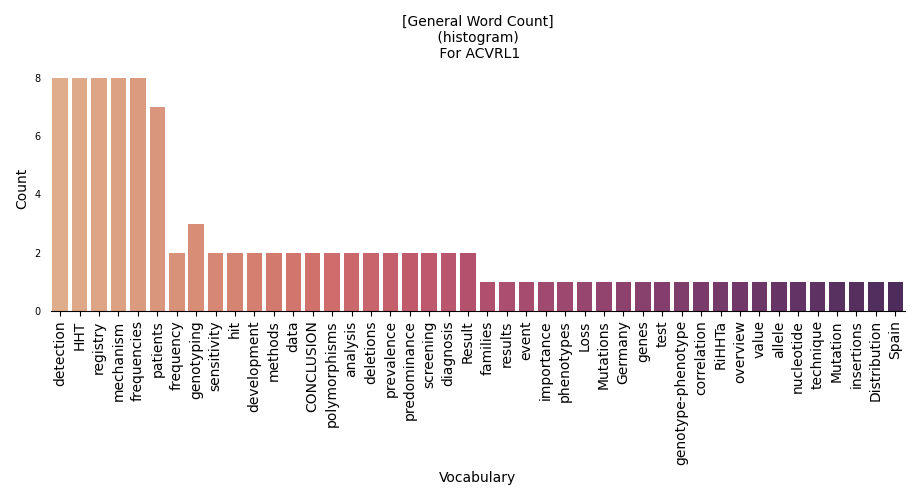 [General Word Count]
(histogram)
For ACVRL1
8
6
4
2
0
Count
detection
HHT
registry
mechanism
frequencies
patients
frequency
genotyping
sensitivity
hit
development
methods
data
CONCLUSION
polymorphisms
analysis
deletions
prevalence
predominance
screening
diagnosis
Result
families
results
event
importance
phenotypes
Loss
Mutations
Germany
genes
test
genotype-phenotype
correlation
RiHHTa
overview
value
allele
nucleotide
technique
Mutation
insertions
Distribution
Spain
Vocabulary